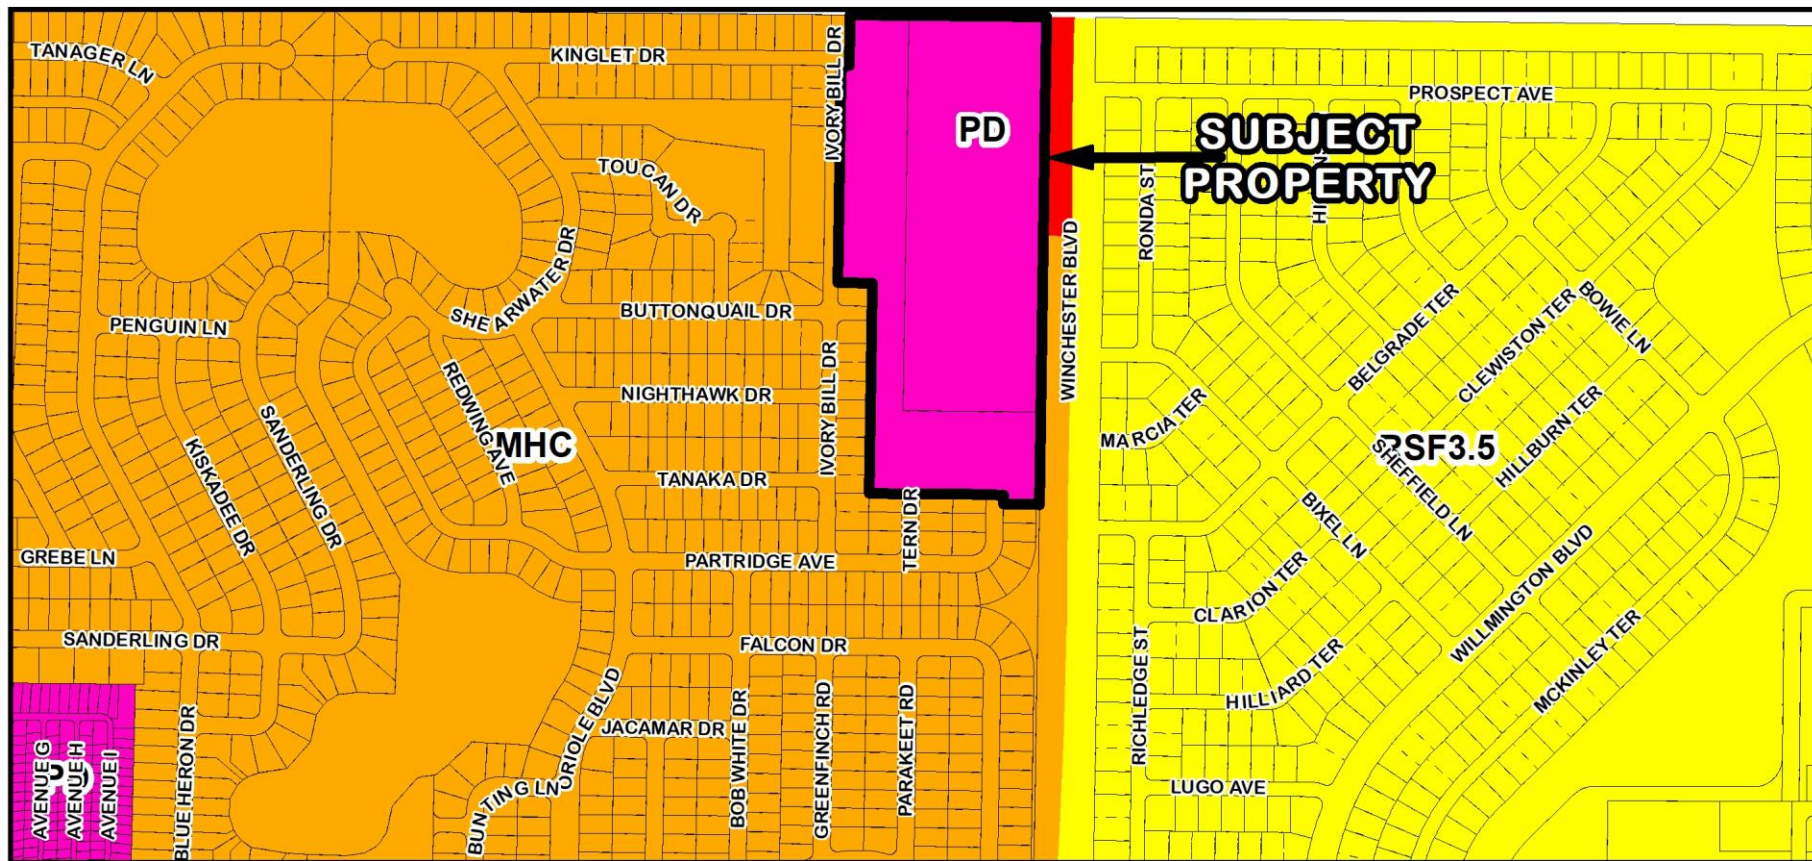 TANAGER LN
KINGLET DR
IVORY BILL DR
PD
SUBJECT
PROPERTY
PROSPECT AVE
TOUCAN DR
RONDA ST
SHEARWATER DR
BUTTONQUAIL DR
PENGUIN LN
WINCHESTER BLVD
BELGRADE TER
CLEWISTON TER
BOWIE LN
REDWING AVE
NIGHTHAWK DR
IVORY BILL DR
MARCIA TER
SANDERLING DR
KISKADEE DR
MHC
RSF3.5
SHEFFIELD LN
HILLBURN TER
TANAKA DR
TERN DR
BIXEL LN
GREBE LN
PARTRIDGE AVE
CLARION TER
WILLMINGTON BLVD
SANDERLING DR
FALCON DR
RICHLEDGE ST
HILLIARD TER
MCKINLEY TER
ORIOLE BLVD
JACAMAR DR
BOB WHITE DR
GREENFINCH RD
PARAKEET RD
BLUE HERON DR
PD
AVENUE G
AVENUE H
AVENUE I
BUNTING LN
LUGO AVE